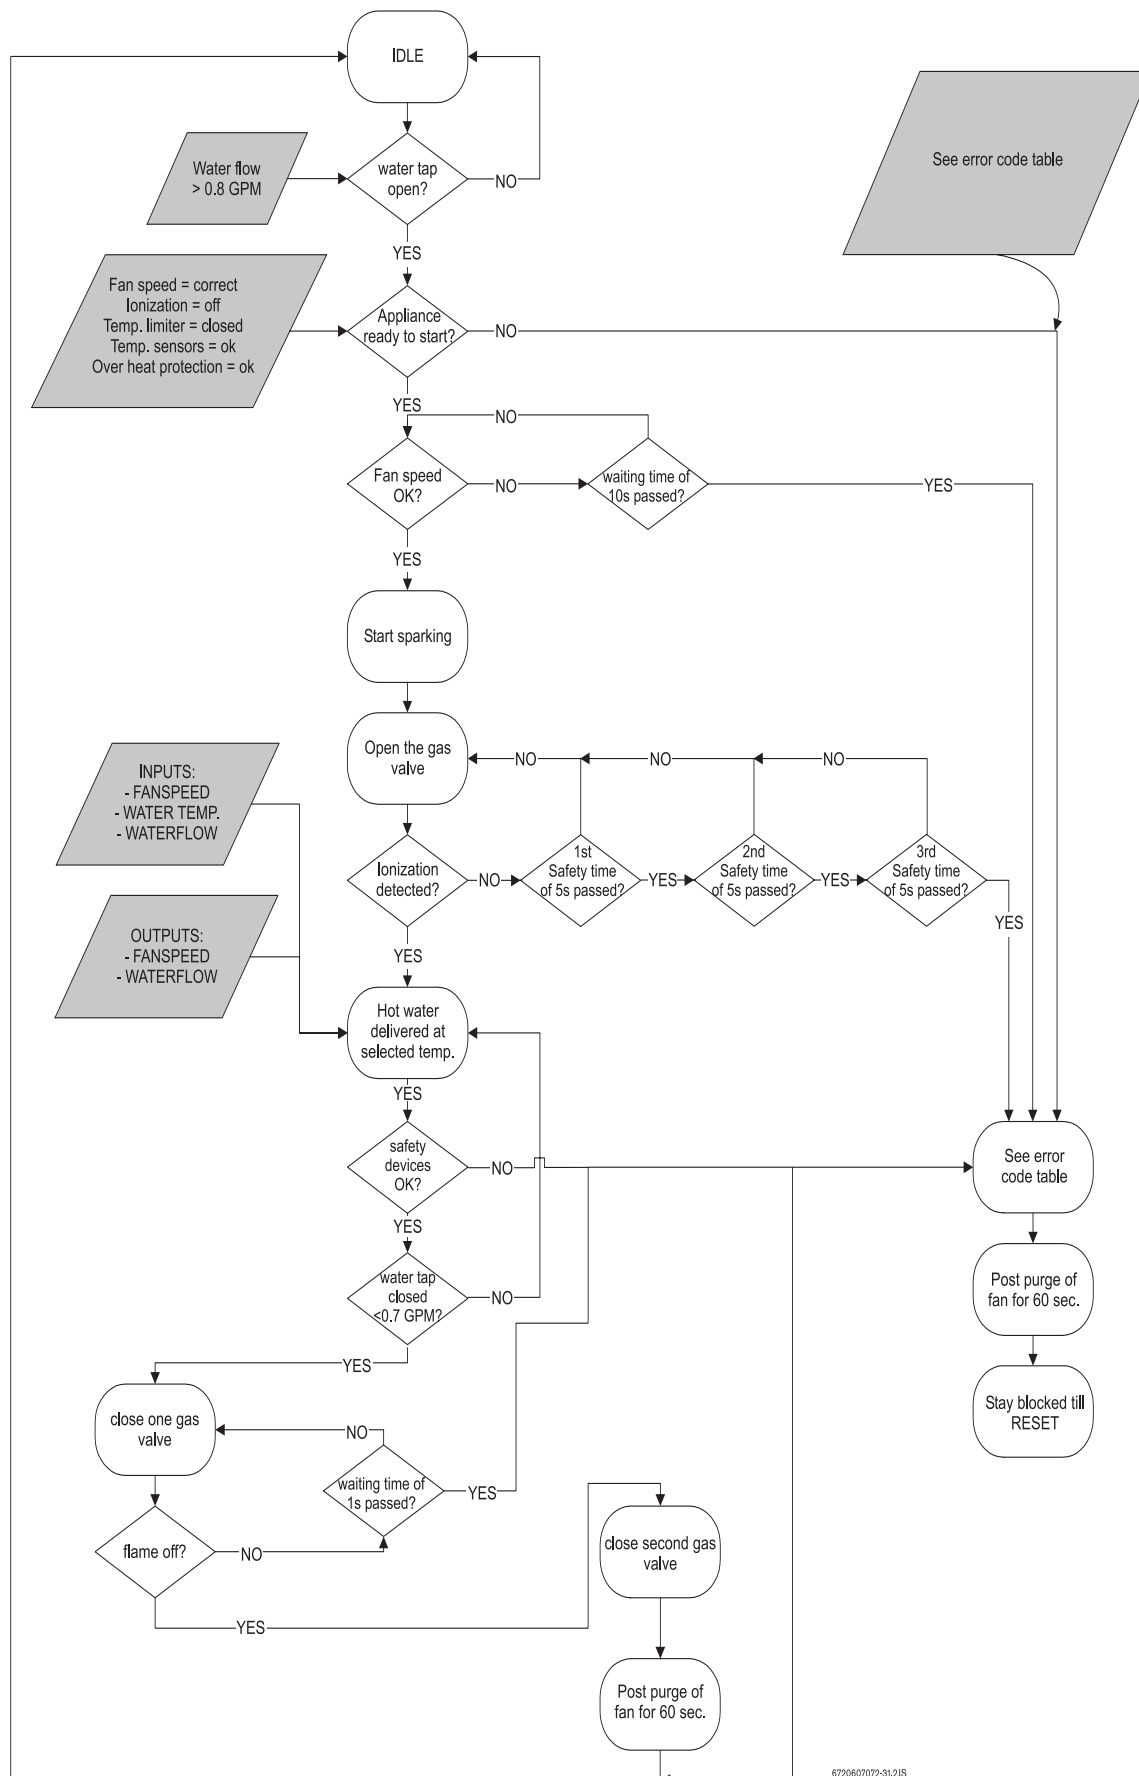 IDLE
Water flow
> 0.8 GPM
water tap
open?
NO
See error code table
YES
Fan speed = correct
Ionization = off
Temp. limiter = closed
Temp. sensors = ok
Over heat protection = ok
Appliance
ready to start?
NO
YES
NO
Fan speed
OK?
NO
waiting time of
10s passed?
YES
YES
Start sparking
Open the gas
valve
NO
NO
NO
INPUTS:
- FANSPEED
- WATER TEMP.
- WATERFLOW
Ionization
detected?
NO
1st
Safety time
of 5s passed?
YES
2nd
Safety time
of 5s passed?
YES
3rd
Safety time
of 5s passed?
YES
YES
OUTPUTS:
- FANSPEED
- WATERFLOW
Hot water
delivered at
selected temp.
YES
safety
devices
OK?
NO
See error
code table
YES
water tap
closed
<0.7 GPM?
NO
Post purge of
fan for 60 sec.
YES
close one gas
valve
NO
Stay blocked till
RESET
waiting time of
1s passed?
YES
flame off?
NO
close second gas
valve
YES
Post purge of
fan for 60 sec.
6720607072-31.2JS